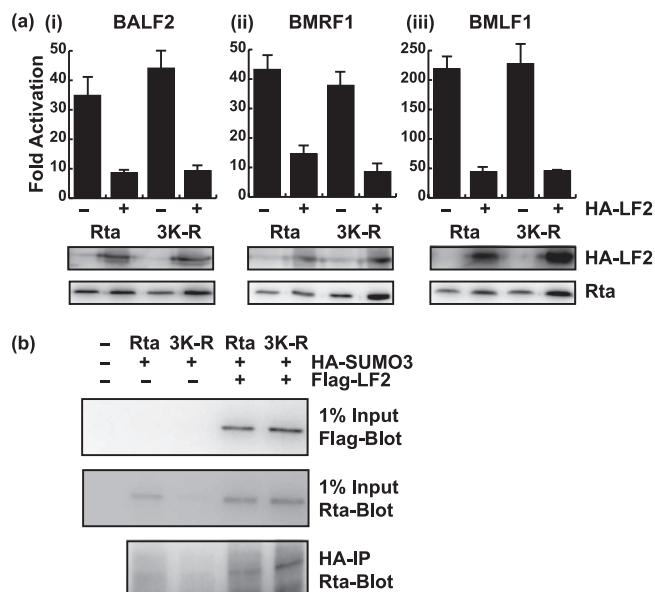 (a) (i) BALF2 (ii) BMRF1 (iii) BMLF1
Fold Activation
50 40 30 20 10 0
50 40 30 20 10 0
250 200 150 100 50 0
– + – + – + – + – + – + HA-LF2
Rta 3K-R Rta 3K-R Rta 3K-R
HA-LF2
Rta
(b)
– Rta 3K-R Rta 3K-R
– + + + + HA-SUMO3
– – – + + Flag-LF2
1% Input
Flag-Blot
1% Input
Rta-Blot
HA-IP
Rta-Blot